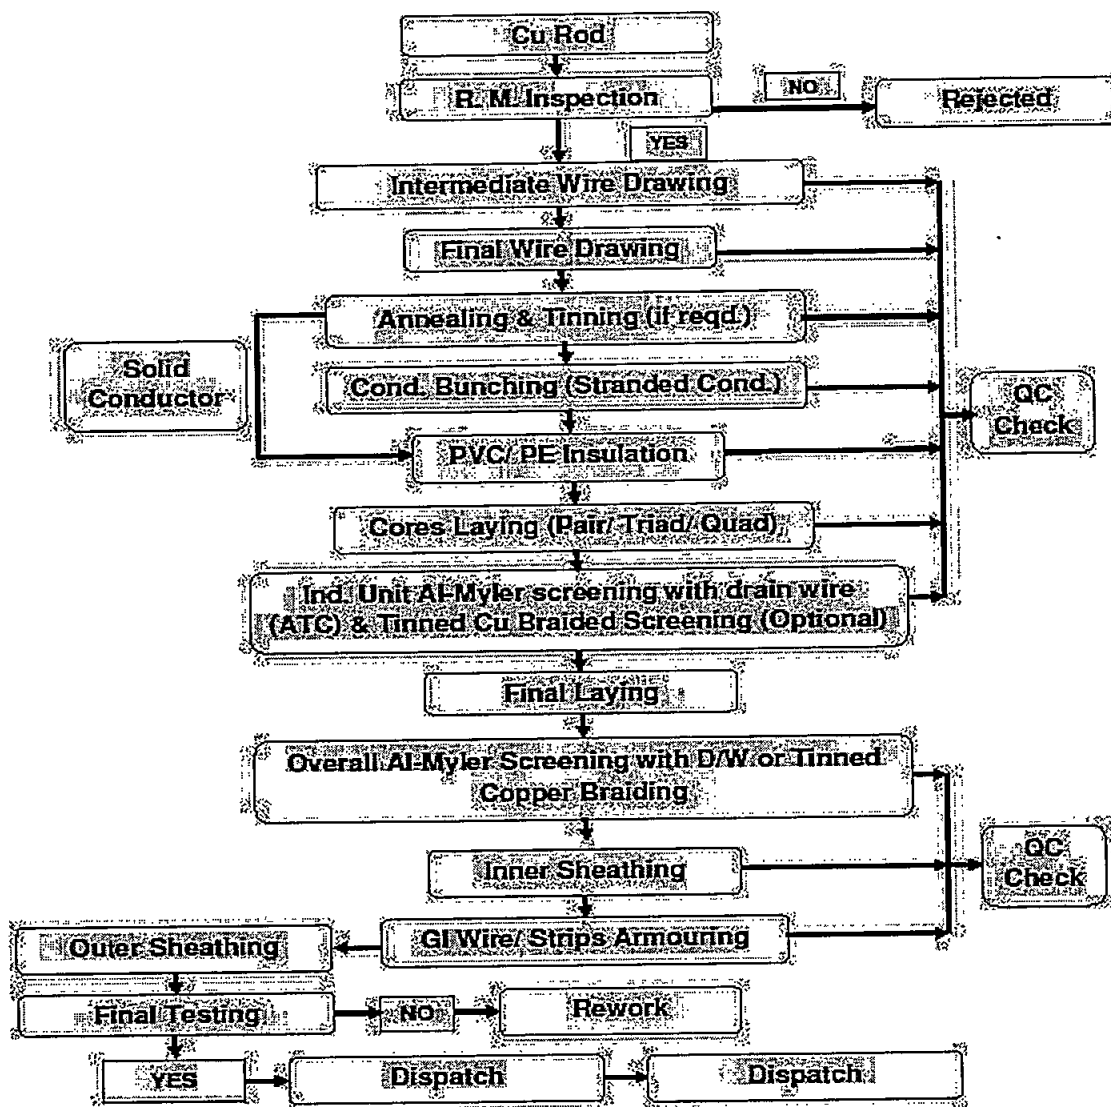 Cu Rod
R. M. Inspection
NO
Rejected
YES
Intermediate Wire Drawing
Final Wire Drawing
Annealing & Tinning (if reqd.)
Solid
Conductor
Cond. Bunching (Stranded Cond.)
QC
Check
PVC/ PE Insulation
Cores Laying (Pair/ Triad/ Quad)
Ind. Unit Al-Myler screening with drain wire
(ATC) & Tinned Cu Braided Screening (Optional)
Final Laying
Overall Al-Myler Screening with D/W or Tinned
Copper Braiding
Inner Sheathing
QC
Check
GI Wire/ Strips Armouring
Outer Sheathing
Final Testing
NO
Rework
YES
Dispatch
Dispatch